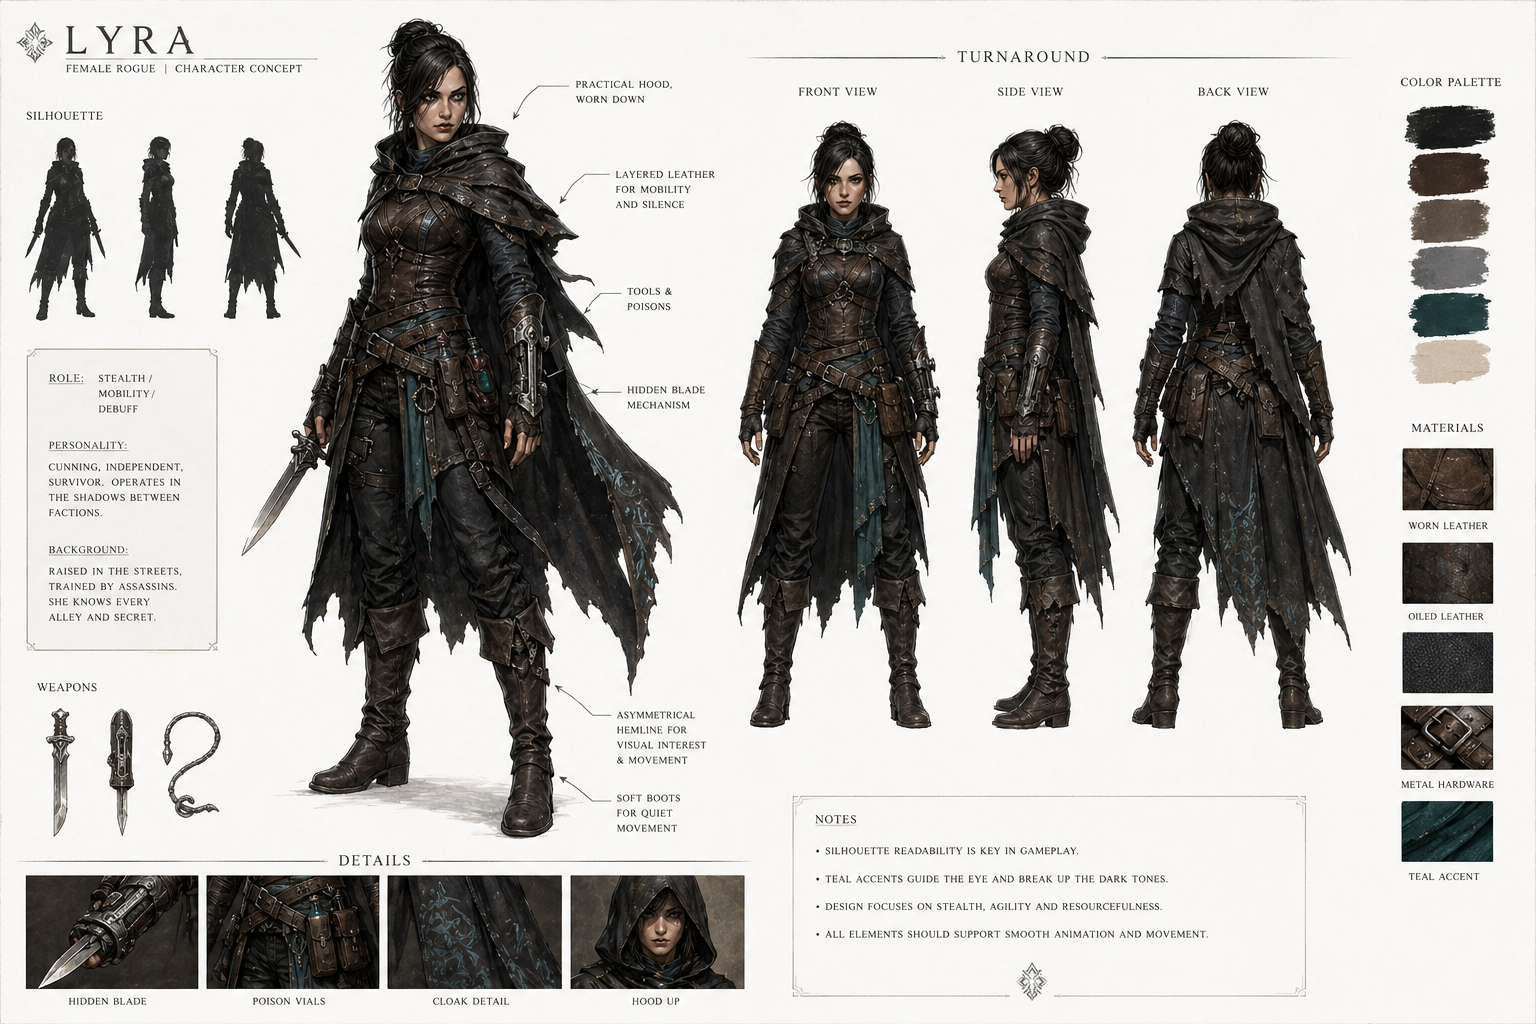 LYRA
FEMALE ROGUE | CHARACTER CONCEPT
SILHOUETTE
ROLE: STEALTH /
MOBILITY /
DEBUFF
PERSONALITY:
CUNNING, INDEPENDENT,
SURVIVOR. OPERATES IN
THE SHADOWS BETWEEN
FACTIONS.
BACKGROUND:
RAISED IN THE STREETS,
TRAINED BY ASSASSINS.
SHE KNOWS EVERY
ALLEY AND SECRET.
WEAPONS
PRACTICAL HOOD,
WORN DOWN
LAYERED LEATHER
FOR MOBILITY
AND SILENCE
TOOLS &
POISONS
HIDDEN BLADE
MECHANISM
ASYMMETRICAL
HEMLINE FOR
VISUAL INTEREST
& MOVEMENT
SOFT BOOTS
FOR QUIET
MOVEMENT
DETAILS
HIDDEN BLADE
POISON VIALS
CLOAK DETAIL
HOOD UP
TURNAROUND
FRONT VIEW
SIDE VIEW
BACK VIEW
NOTES
• SILHOUETTE READABILITY IS KEY IN GAMEPLAY.
• TEAL ACCENTS GUIDE THE EYE AND BREAK UP THE DARK TONES.
• DESIGN FOCUSES ON STEALTH, AGILITY AND RESOURCEFULNESS.
• ALL ELEMENTS SHOULD SUPPORT SMOOTH ANIMATION AND MOVEMENT.
COLOR PALETTE
MATERIALS
WORN LEATHER
OILED LEATHER
METAL HARDWARE
TEAL ACCENT